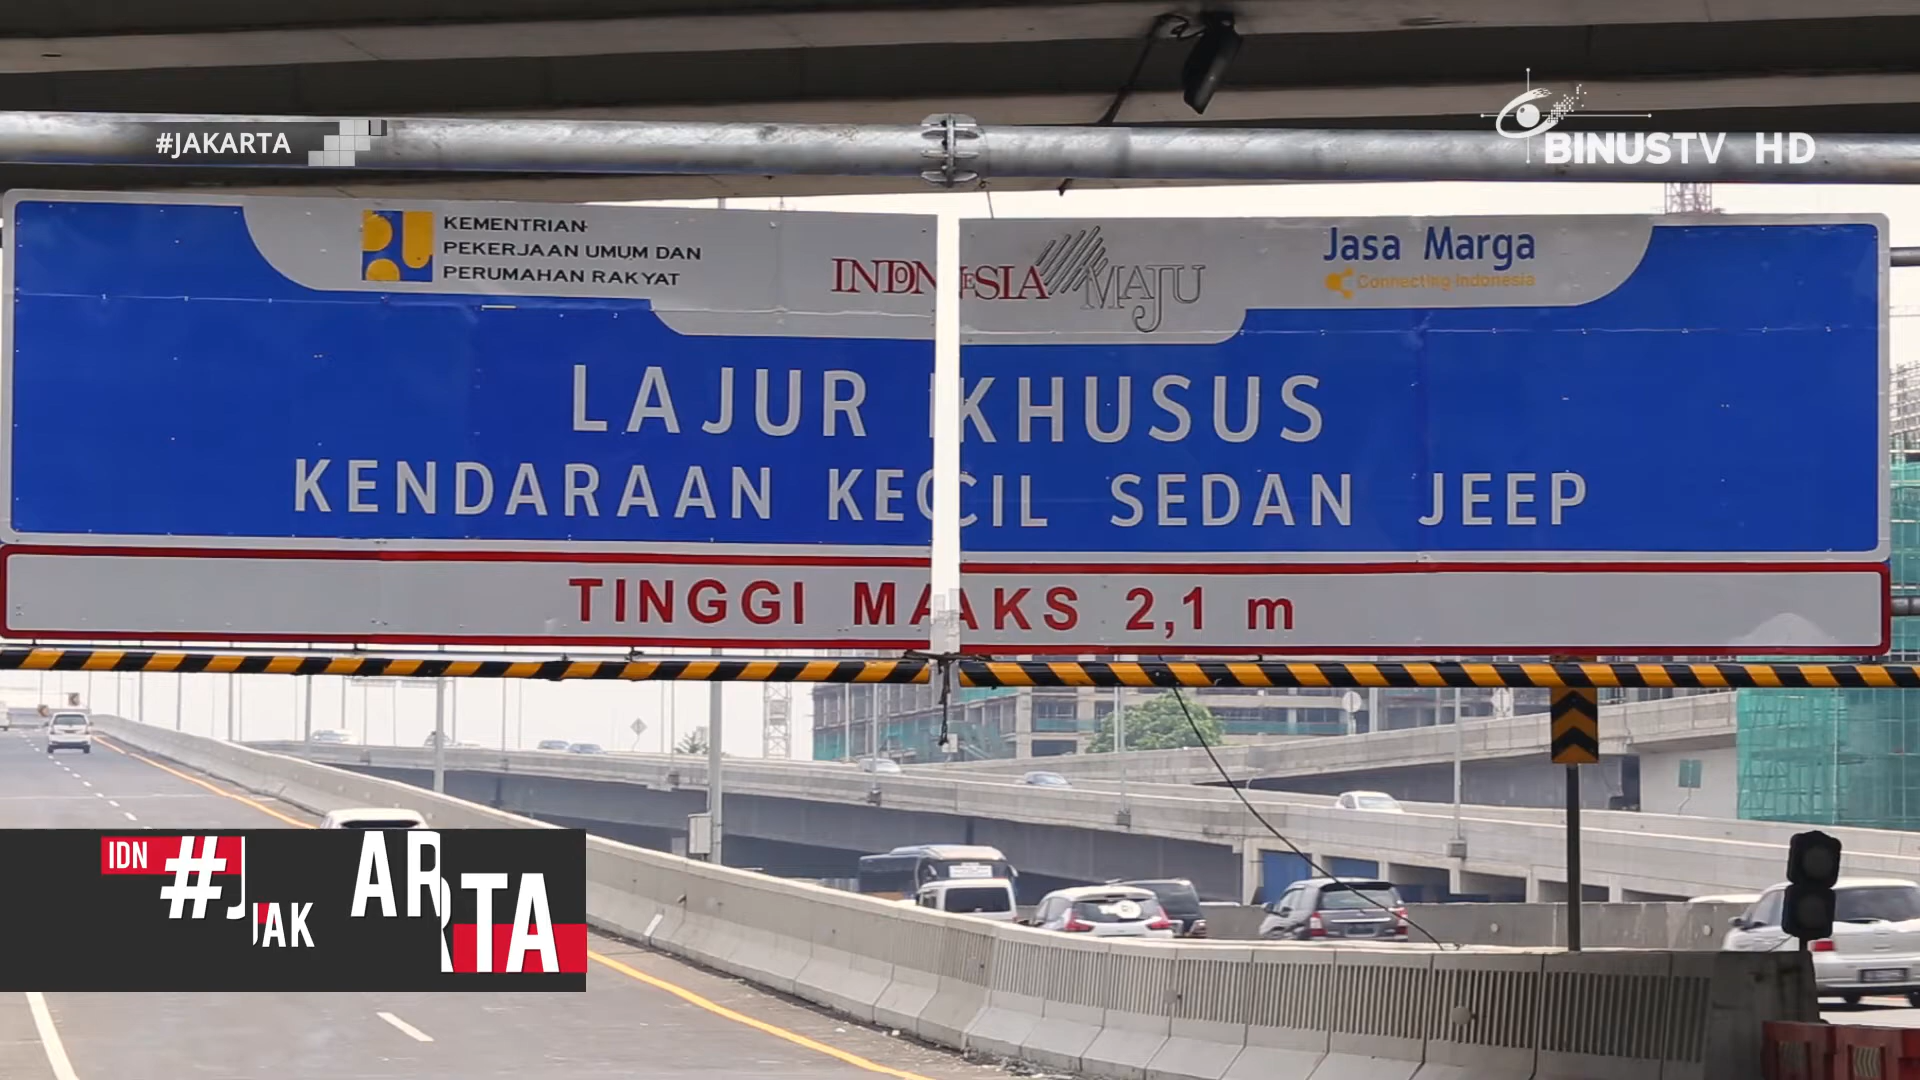 #JAKARTA
BINUSTV HD
KEMENTRIAN
PEKERJAAN UMUM DAN
PERUMAHAN RAKYAT
INDONESIA MAJU
Jasa Marga
Connecting Indonesia
LAJUR KHUSUS
KENDARAAN KECIL SEDAN JEEP
TINGGI MAKS 2,1 m
IDN
#JAKARTA